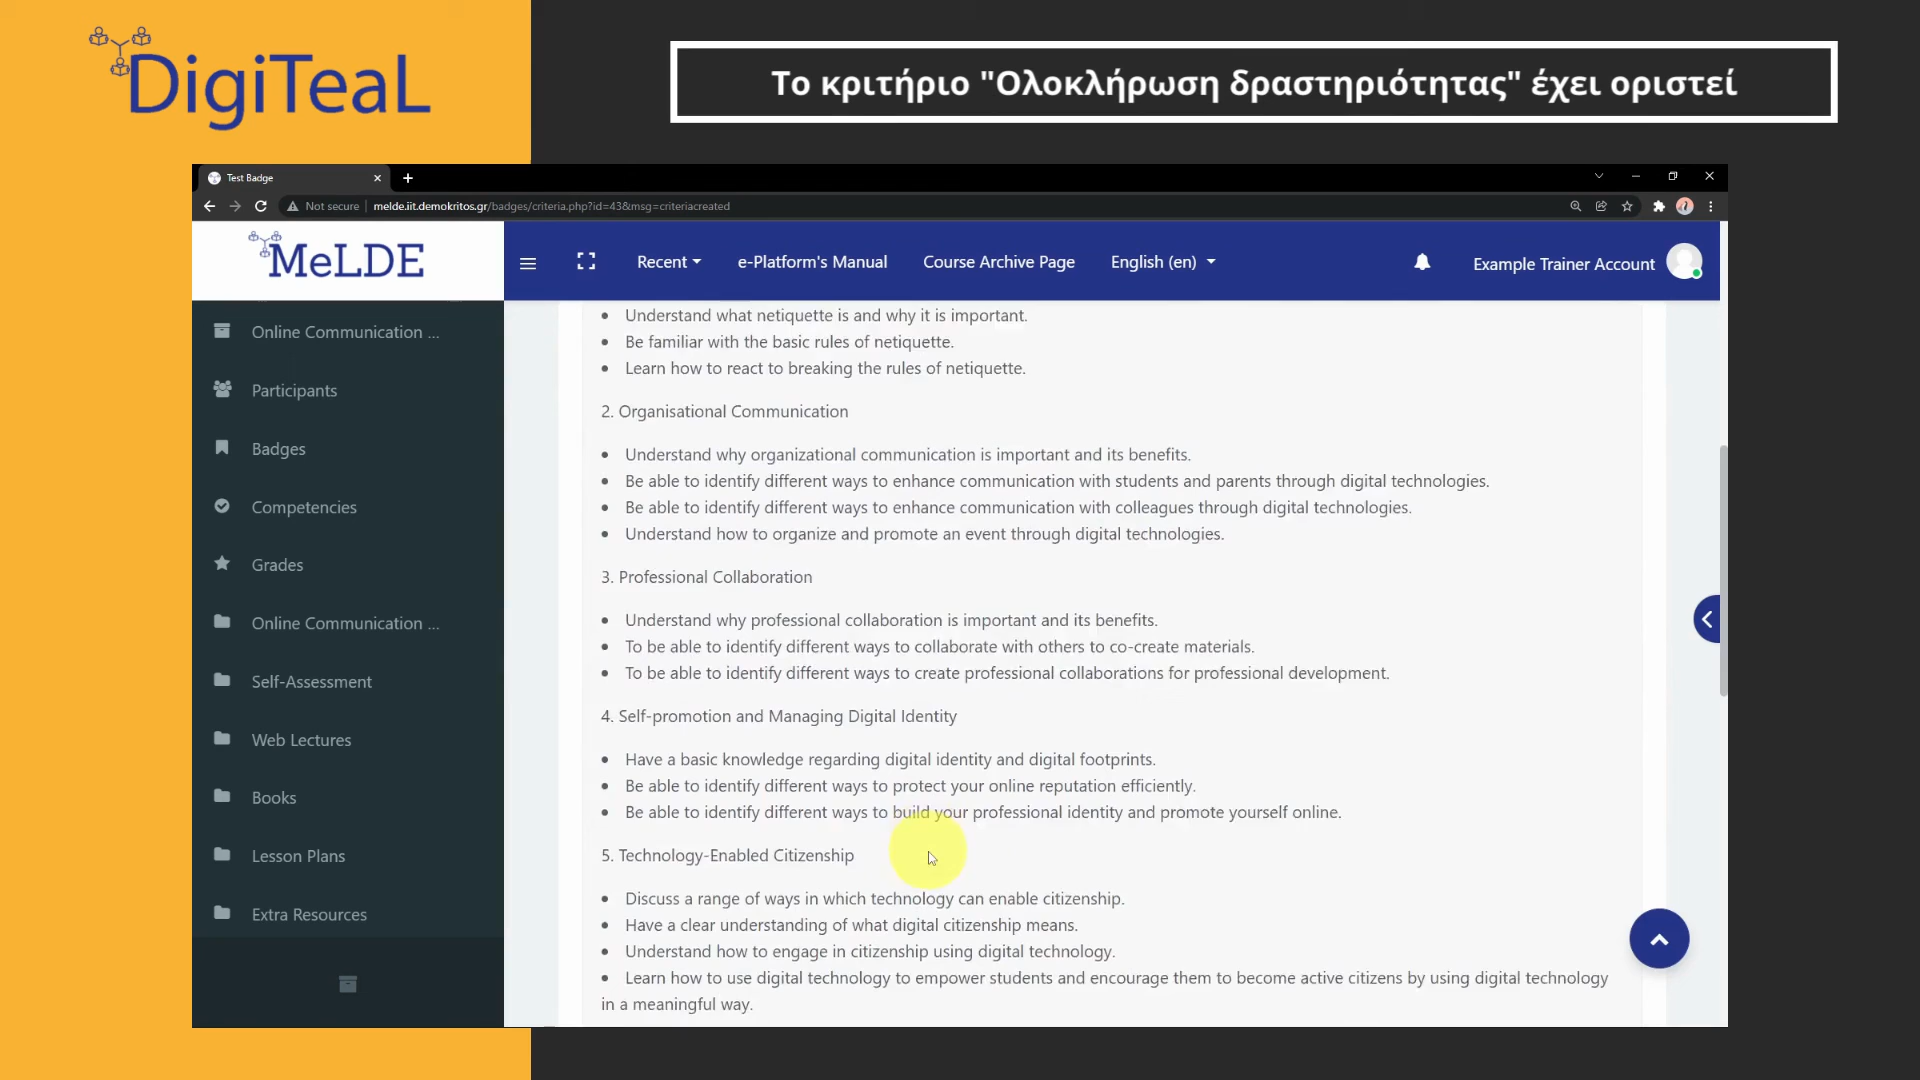 DigiTeaL
Το κριτήριο "Ολοκλήρωση δραστηριότητας" έχει οριστεί
Test Badge
Not secure
melde.iit.demokritos.gr/badges/criteria.php?id=43&msg=criteriacreated
MeLDE
Recent
e-Platform's Manual
Course Archive Page
English (en)
Example Trainer Account
Online Communication ...
Participants
Badges
Competencies
Grades
Online Communication ...
Self-Assessment
Web Lectures
Books
Lesson Plans
Extra Resources
Understand what netiquette is and why it is important.
Be familiar with the basic rules of netiquette.
Learn how to react to breaking the rules of netiquette.
2. Organisational Communication
Understand why organizational communication is important and its benefits.
Be able to identify different ways to enhance communication with students and parents through digital technologies.
Be able to identify different ways to enhance communication with colleagues through digital technologies.
Understand how to organize and promote an event through digital technologies.
3. Professional Collaboration
Understand why professional collaboration is important and its benefits.
To be able to identify different ways to collaborate with others to co-create materials.
To be able to identify different ways to create professional collaborations for professional development.
4. Self-promotion and Managing Digital Identity
Have a basic knowledge regarding digital identity and digital footprints.
Be able to identify different ways to protect your online reputation efficiently.
Be able to identify different ways to build your professional identity and promote yourself online.
5. Technology-Enabled Citizenship
Discuss a range of ways in which technology can enable citizenship.
Have a clear understanding of what digital citizenship means.
Understand how to engage in citizenship using digital technology.
Learn how to use digital technology to empower students and encourage them to become active citizens by using digital technology
in a meaningful way.